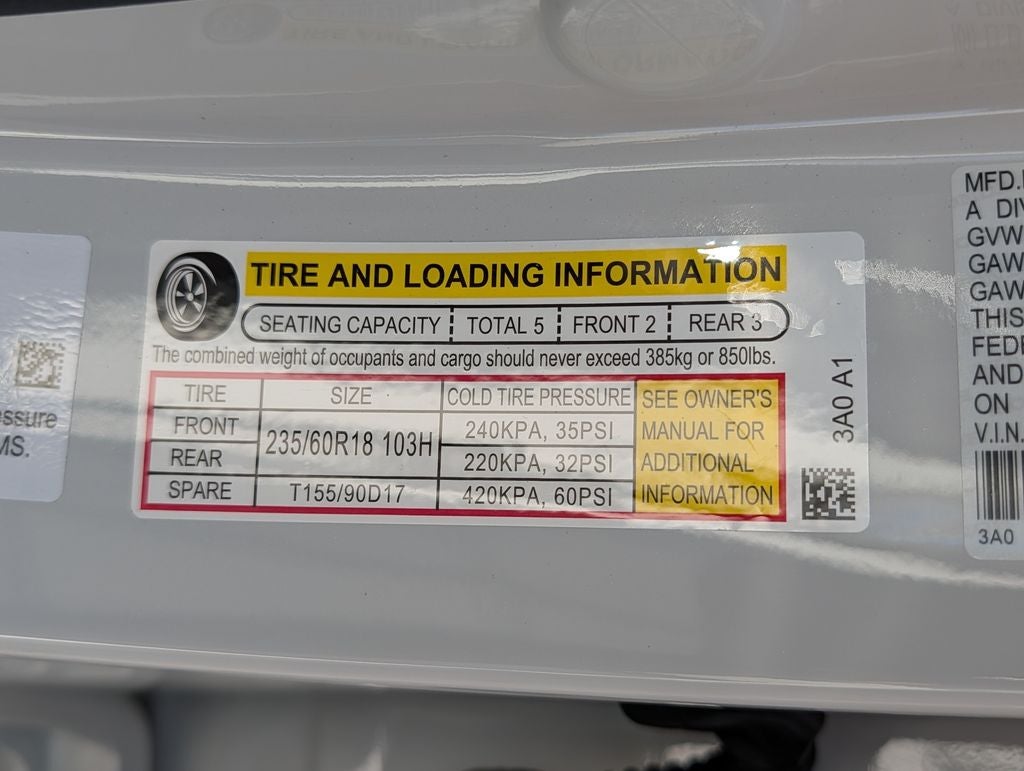 TIRE AND LOADING INFORMATION
SEATING CAPACITY TOTAL 5 FRONT 2 REAR 3
The combined weight of occupants and cargo should never exceed 385kg or 850lbs.
TIRE SIZE COLD TIRE PRESSURE SEE OWNER'S
FRONT 235/60R18 103H 240KPA, 35PSI MANUAL FOR
REAR 220KPA, 32PSI ADDITIONAL
SPARE T155/90D17 420KPA, 60PSI INFORMATION
3A0 A1
MFD.
A
GVW
GAW
GAW
THIS
FEDE
AND
ON
V.I.N.
3A0
ssure
MS.